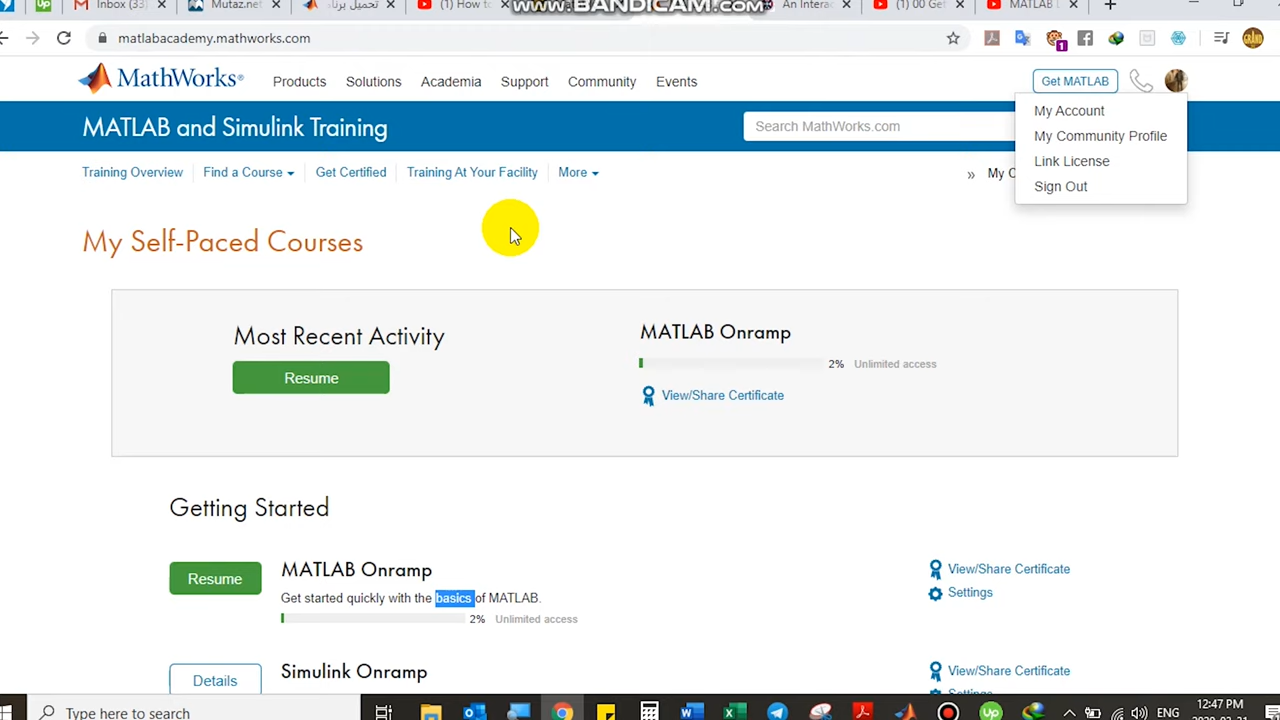 www.BANDICAM.com
Inbox (33) Mutaz.net تحميل برنا (1) How to An Interac (1) 00 Get MATLAB
matlabacademy.mathworks.com
MathWorks® Products Solutions Academia Support Community Events Get MATLAB
My Account
My Community Profile
Link License
Sign Out
MATLAB and Simulink Training Search MathWorks.com
Training Overview Find a Course Get Certified Training At Your Facility More » My C
My Self-Paced Courses
Most Recent Activity
Resume
MATLAB Onramp
2% Unlimited access
View/Share Certificate
Getting Started
Resume
MATLAB Onramp
Get started quickly with the basics of MATLAB.
2% Unlimited access
View/Share Certificate
Settings
Details
Simulink Onramp
View/Share Certificate
Settings
Type here to search ENG 12:47 PM